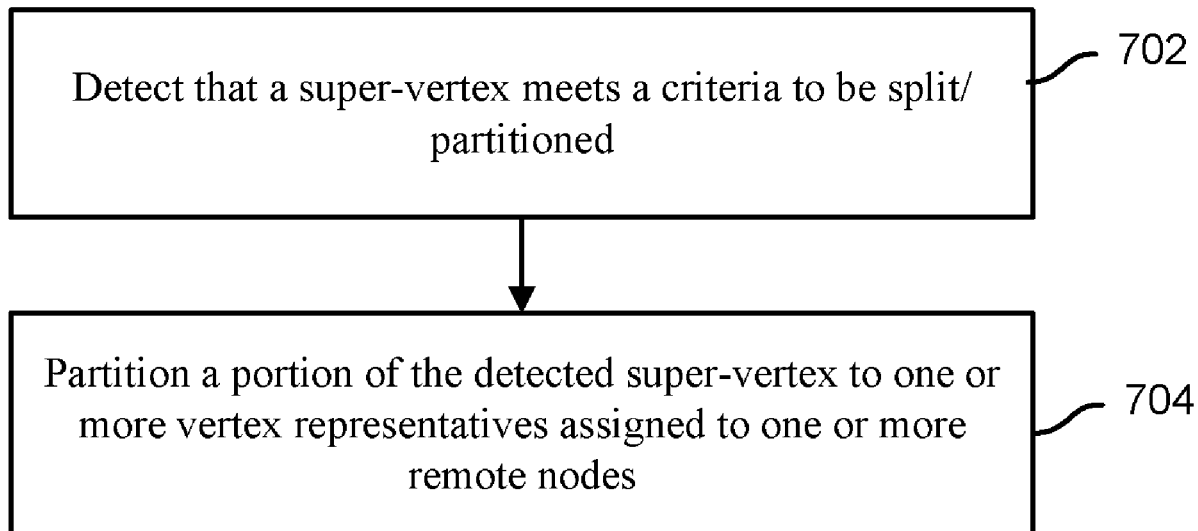 Detect that a super-vertex meets a criteria to be split/
partitioned
702
Partition a portion of the detected super-vertex to one or
more vertex representatives assigned to one or more
remote nodes
704